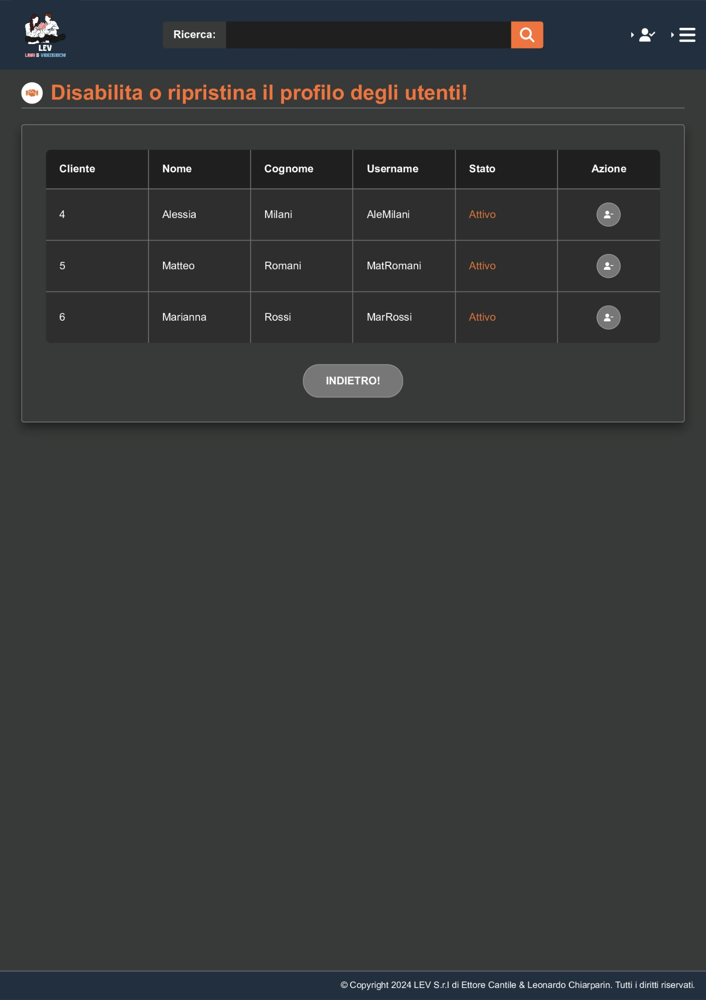 LEV
LIBRI & VIDEOGIOCHI
Ricerca:
Disabilita o ripristina il profilo degli utenti!
Cliente Nome Cognome Username Stato Azione
4 Alessia Milani AleMilani Attivo
5 Matteo Romani MatRomani Attivo
6 Marianna Rossi MarRossi Attivo
INDIETRO!
© Copyright 2024 LEV S.r.l di Ettore Cantile & Leonardo Chiarparin. Tutti i diritti riservati.